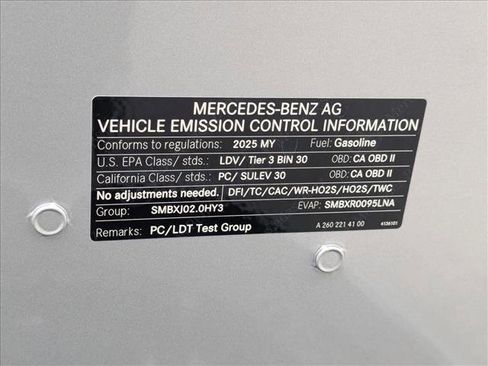 MERCEDES-BENZ AG
VEHICLE EMISSION CONTROL INFORMATION
Conforms to regulations: 2025 MY Fuel: Gasoline
U.S. EPA Class/ stds.: LDV/ Tier 3 BIN 30 OBD: CA OBD II
California Class/ stds.: PC/ SULEV 30 OBD: CA OBD II
No adjustments needed. DFI/TC/CAC/WR-HO2S/HO2S/TWC
Group: SMBXJ02.0HY3 EVAP: SMBXR0095LNA
Remarks: PC/LDT Test Group A 260 221 41 00 4136101